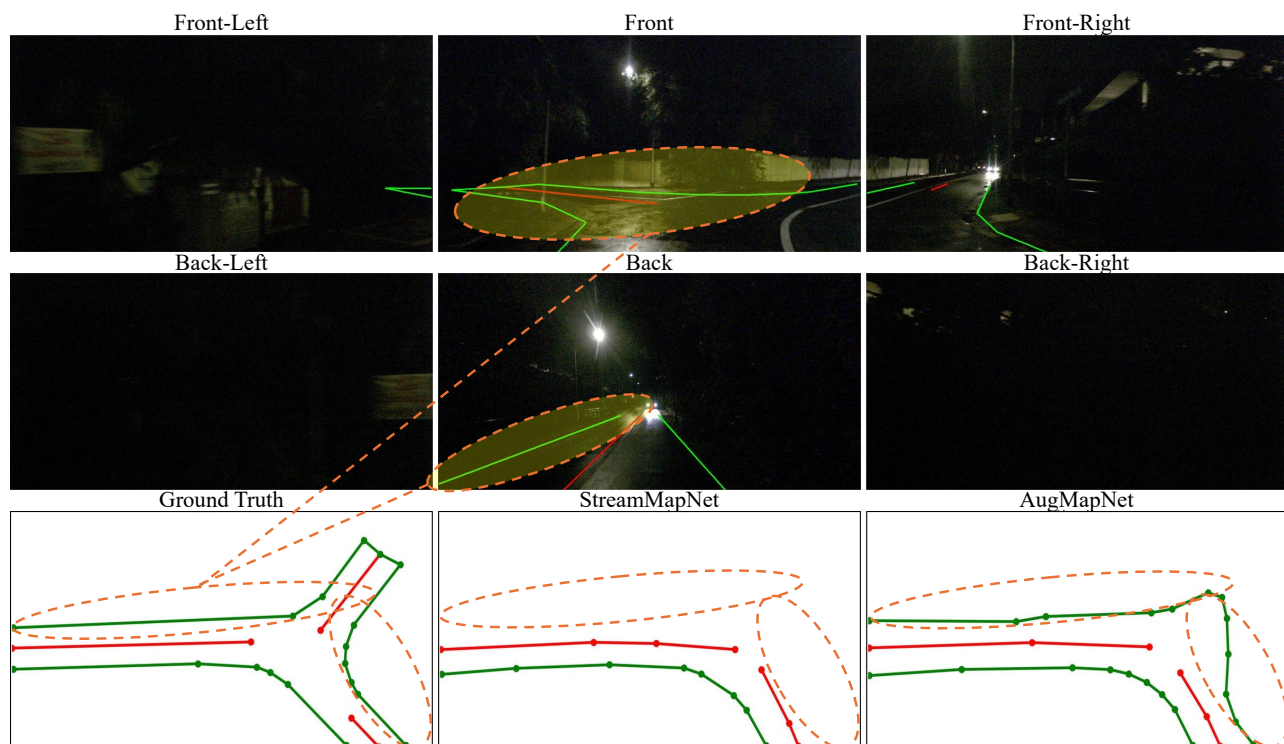 Front-Left
Front
Front-Right
Back-Left
Back
Back-Right
Ground Truth
StreamMapNet
AugMapNet